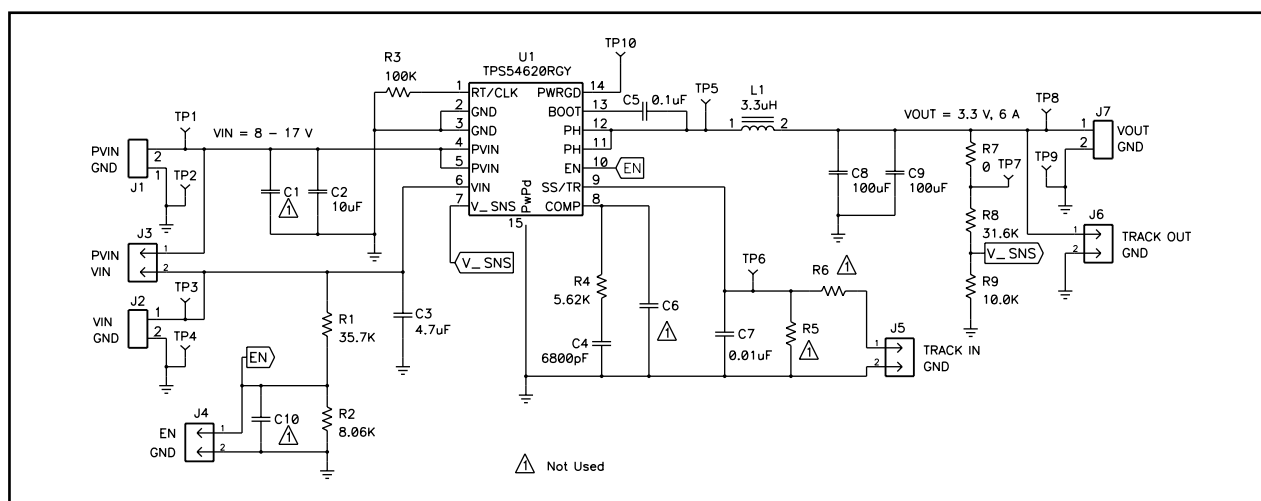 U1
TPS54620RGY
R3
100K
1 RT/CLK
2 GND
3 GND
4 PVIN
5 PVIN
6 VIN
7 V_SNS
PwPd
15
PWRGD 14
BOOT 13
PH 12
PH 11
EN 10
SS/TR 9
COMP 8
TP10
EN
V_SNS
C5 0.1uF
TP5
L1
3.3uH
1 2
VOUT = 3.3 V, 6 A
TP8
J7
1 VOUT
2 GND
TP9
R7
0
TP7
R8
31.6K
V_SNS
R9
10.0K
C8
100uF
C9
100uF
J6
1 TRACK OUT
2 GND
TP1
VIN = 8 – 17 V
PVIN 2
GND 1
J1
TP2
C1
1
C2
10uF
J3
PVIN 1
VIN 2
J2
TP3
VIN 1
GND 2
TP4
R1
35.7K
C3
4.7uF
EN
J4
EN 1
GND 2
C10
1
R2
8.06K
R4
5.62K
C4
6800pF
C6
1
TP6
R6
1
C7
0.01uF
R5
1
J5
1 TRACK IN
2 GND
1 Not Used